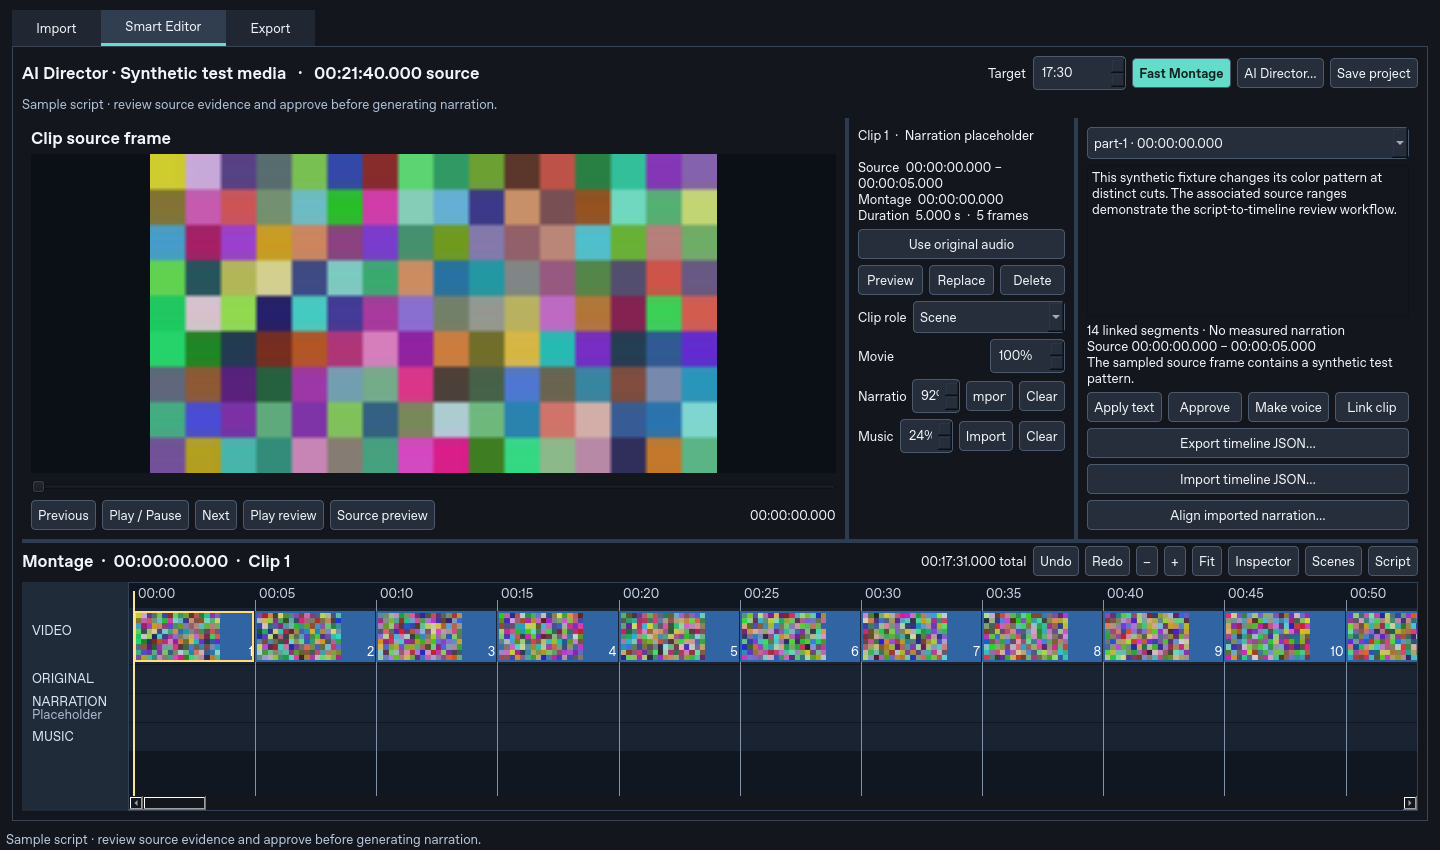 Import
Smart Editor
Export
AI Director · Synthetic test media · 00:21:40.000 source
Target
17:30
Fast Montage
AI Director...
Save project
Sample script · review source evidence and approve before generating narration.
Clip source frame
Previous
Play / Pause
Next
Play review
Source preview
00:00:00.000
Clip 1 · Narration placeholder
Source 00:00:00.000 –
00:00:05.000
Montage 00:00:00.000
Duration 5.000 s · 5 frames
Use original audio
Preview
Replace
Delete
Clip role
Scene
Movie
100%
Narratio
92%
mpor
Clear
Music
24%
Import
Clear
part-1 · 00:00:00.000
This synthetic fixture changes its color pattern at
distinct cuts. The associated source ranges
demonstrate the script-to-timeline review workflow.
14 linked segments · No measured narration
Source 00:00:00.000 – 00:00:05.000
The sampled source frame contains a synthetic test
pattern.
Apply text
Approve
Make voice
Link clip
Export timeline JSON...
Import timeline JSON...
Align imported narration...
Montage · 00:00:00.000 · Clip 1
00:17:31.000 total
Undo
Redo
–
+
Fit
Inspector
Scenes
Script
00:00
00:05
00:10
00:15
00:20
00:25
00:30
00:35
00:40
00:45
00:50
VIDEO
1
2
3
4
5
6
7
8
9
10
ORIGINAL
NARRATION
Placeholder
MUSIC
Sample script · review source evidence and approve before generating narration.